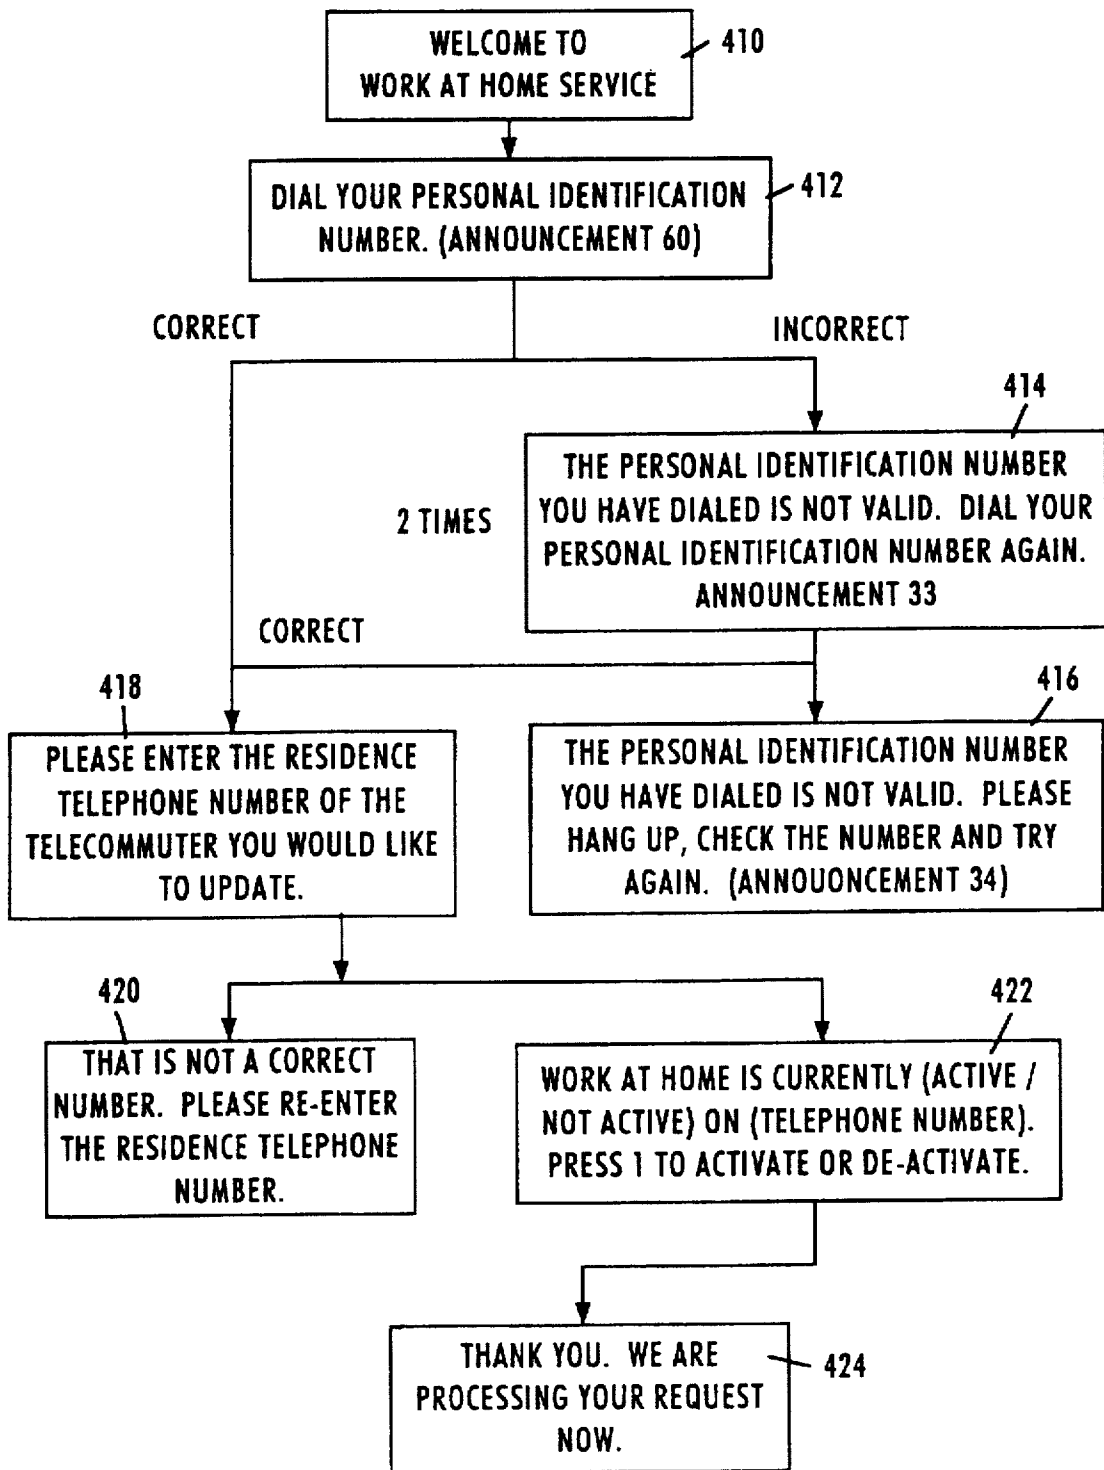 WELCOME TO
WORK AT HOME SERVICE
410
DIAL YOUR PERSONAL IDENTIFICATION
NUMBER. (ANNOUNCEMENT 60)
412
CORRECT
INCORRECT
414
THE PERSONAL IDENTIFICATION NUMBER
YOU HAVE DIALED IS NOT VALID. DIAL YOUR
PERSONAL IDENTIFICATION NUMBER AGAIN.
ANNOUNCEMENT 33
2 TIMES
CORRECT
418
PLEASE ENTER THE RESIDENCE
TELEPHONE NUMBER OF THE
TELECOMMUTER YOU WOULD LIKE
TO UPDATE.
416
THE PERSONAL IDENTIFICATION NUMBER
YOU HAVE DIALED IS NOT VALID. PLEASE
HANG UP, CHECK THE NUMBER AND TRY
AGAIN. (ANNOUONCEMENT 34)
420
THAT IS NOT A CORRECT
NUMBER. PLEASE RE-ENTER
THE RESIDENCE TELEPHONE
NUMBER.
422
WORK AT HOME IS CURRENTLY (ACTIVE /
NOT ACTIVE) ON (TELEPHONE NUMBER).
PRESS 1 TO ACTIVATE OR DE-ACTIVATE.
THANK YOU. WE ARE
PROCESSING YOUR REQUEST
NOW.
424